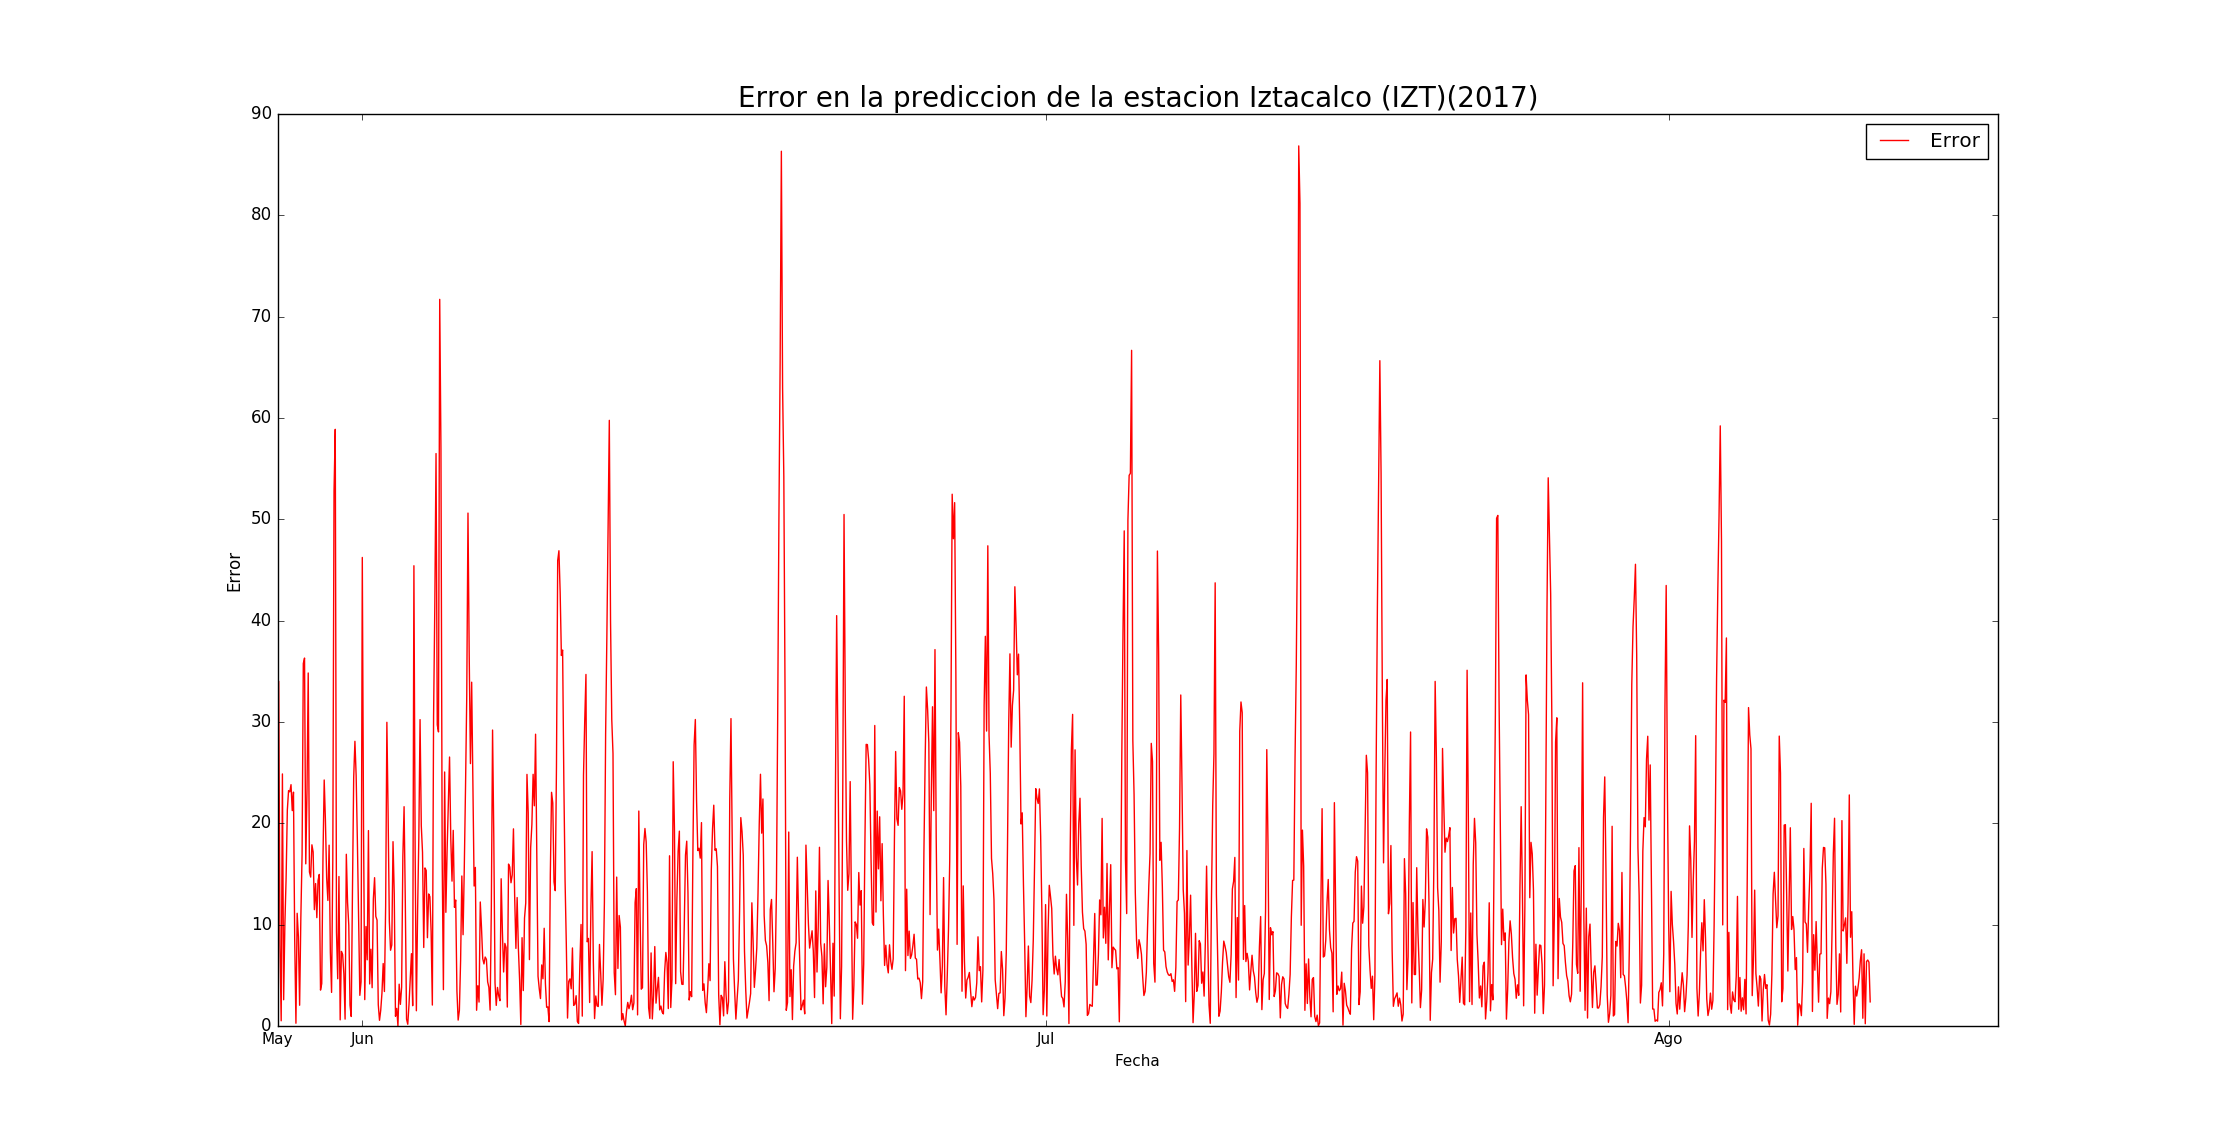 Error en la prediccion de la estacion Iztacalco (IZT)(2017)
Error
90
80
70
60
50
40
30
20
10
0
Error
May
Jun
Jul
Ago
Fecha